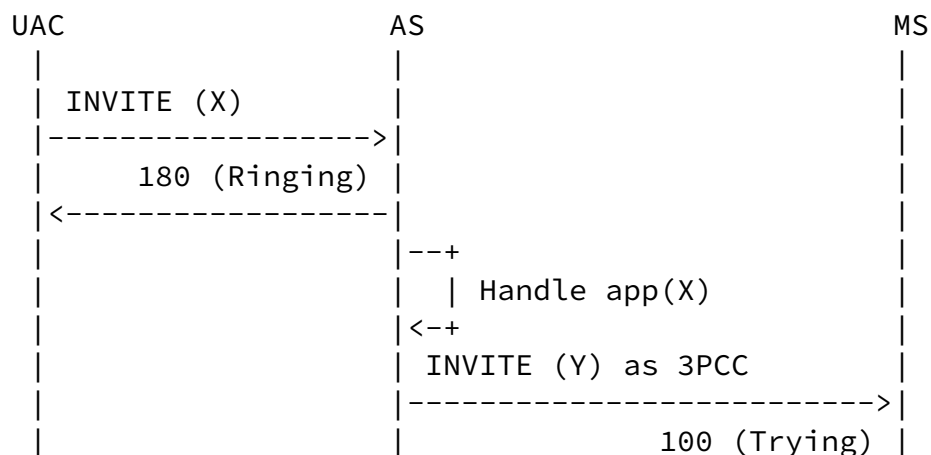 UAC AS MS
| | |
| INVITE (X) | |
|------------------>| |
| 180 (Ringing) | |
|<------------------| |
| |--+ |
| | | Handle app(X) |
| |<-+ |
| | INVITE (Y) as 3PCC |
| |-------------------------->|
| | 100 (Trying) |